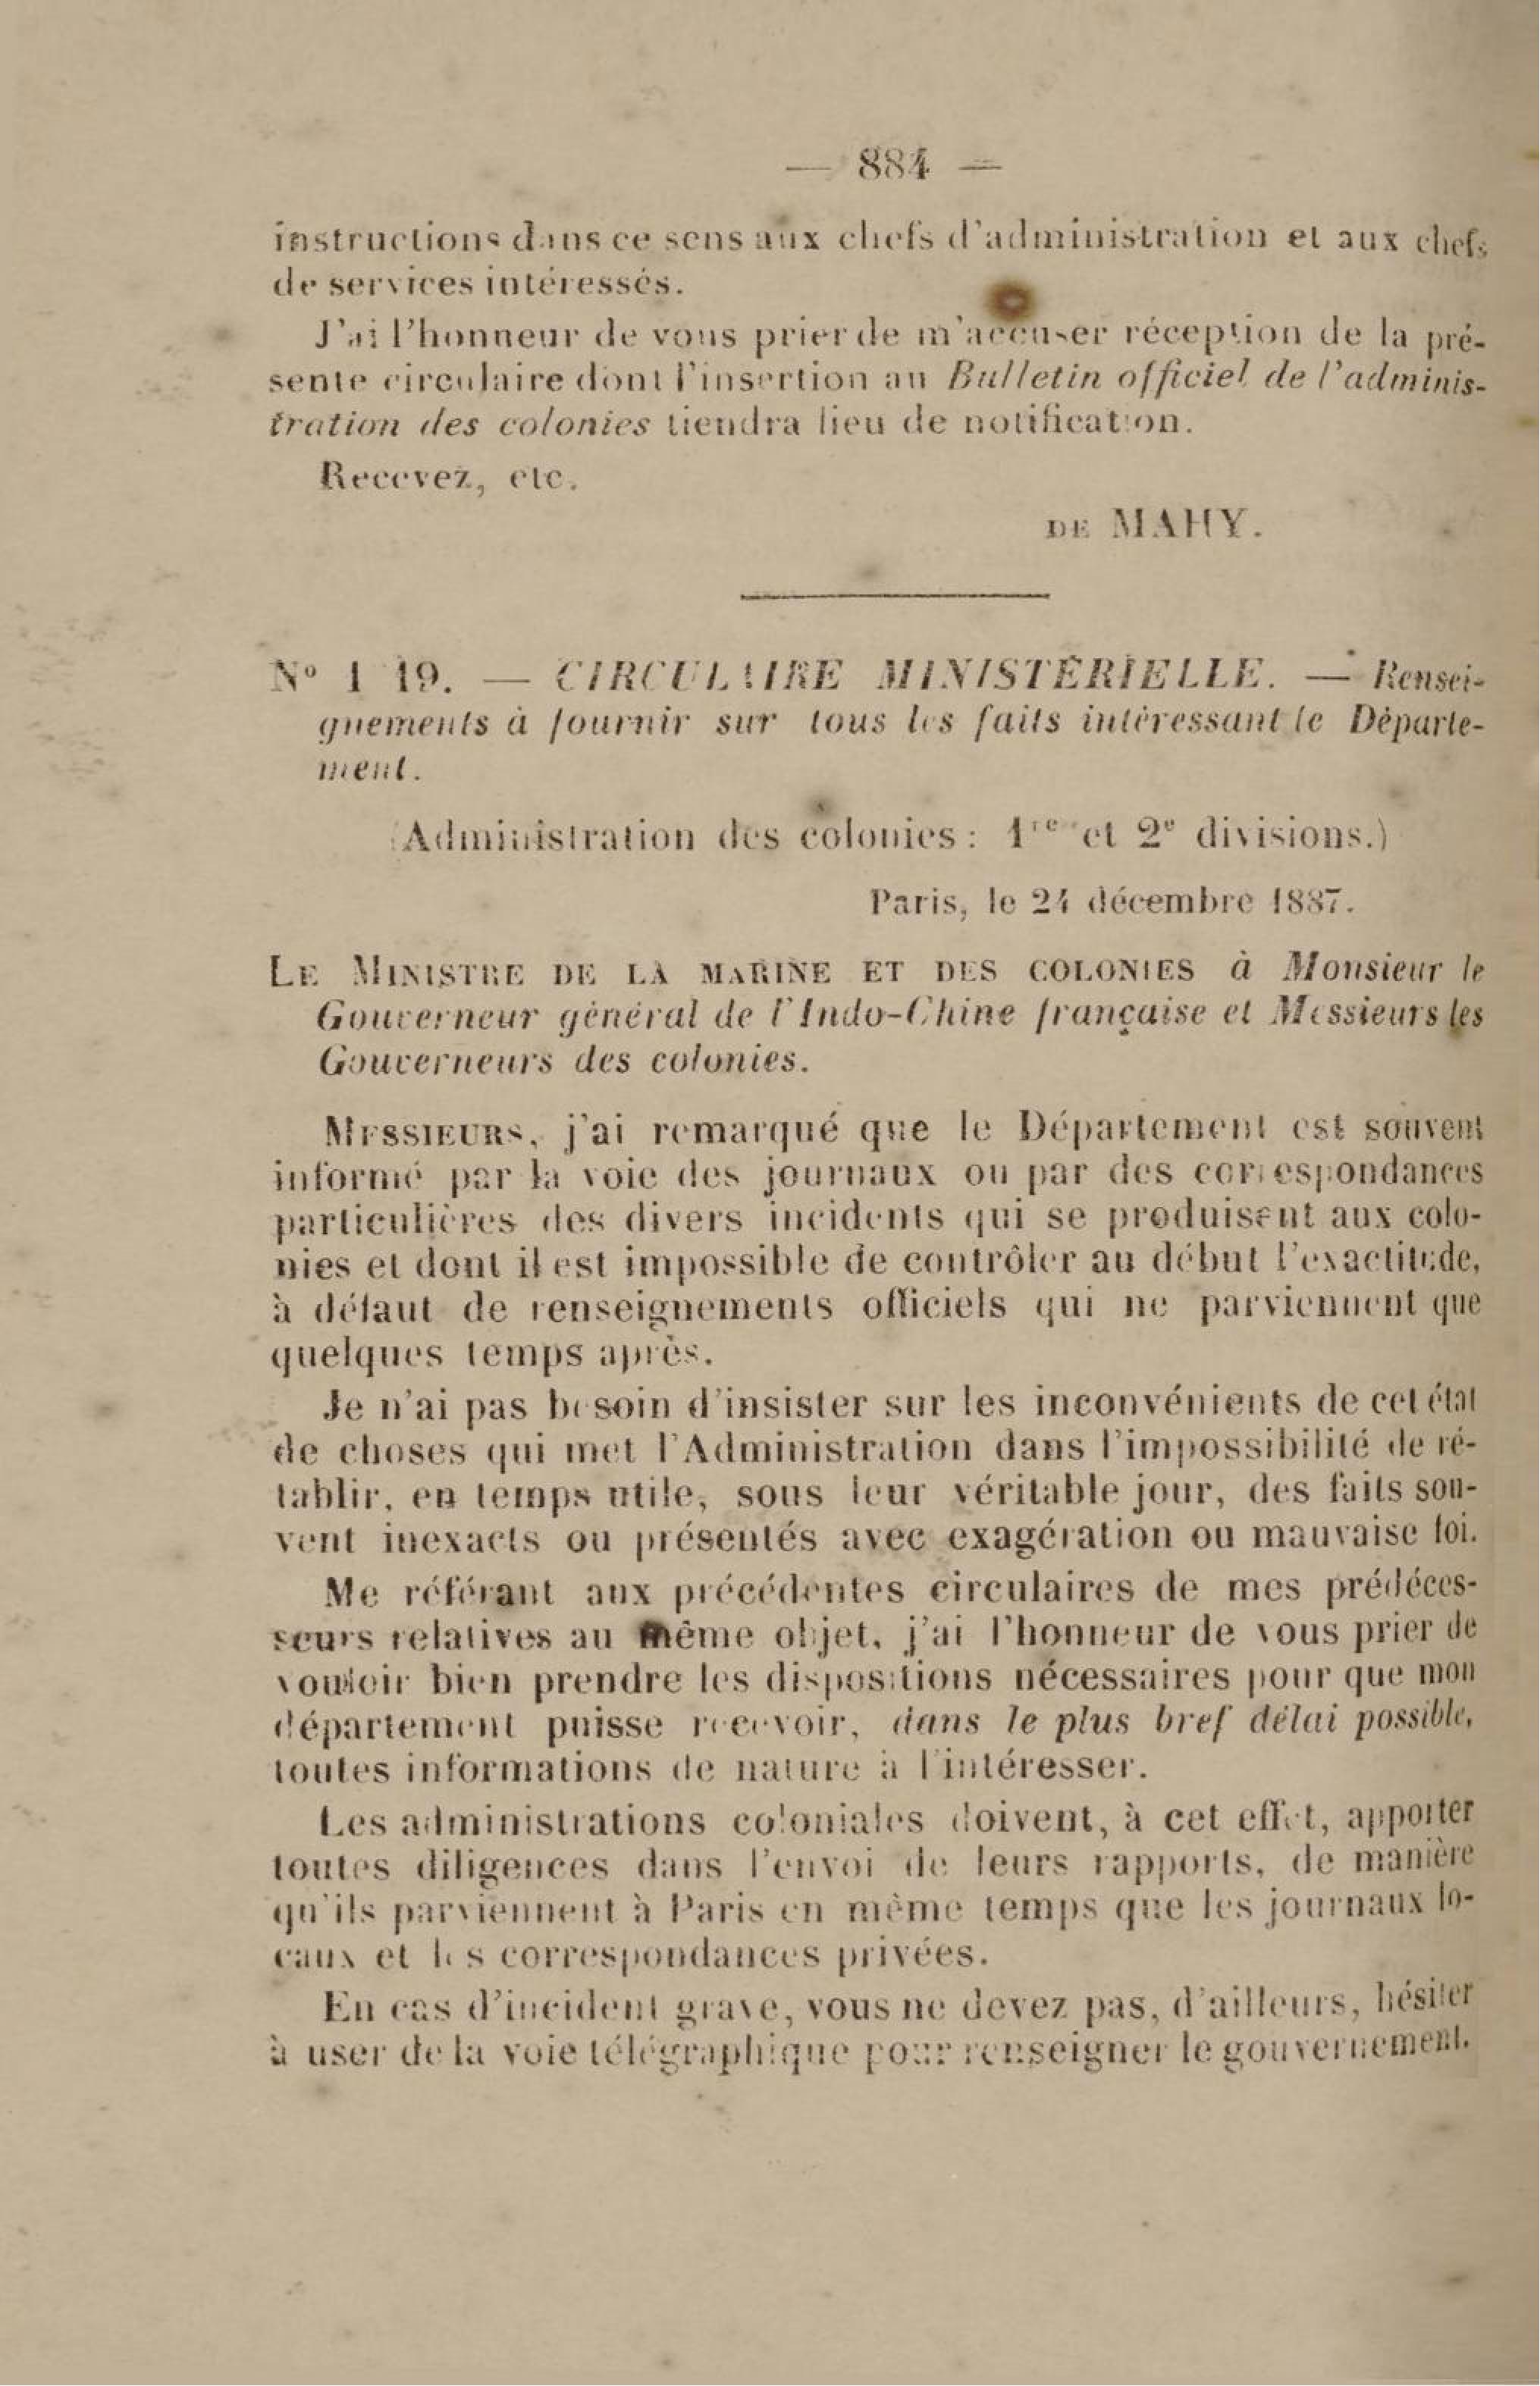 — 884 —
instructions dans ce sens aux chefs d'administration et aux chefs
de services intéressés.
J'ai l'honneur de vous prier de m'accuser réception de la pré-
sente circulaire dont l'insertion au Bulletin officiel de l'adminis-
tration des colonies tiendra lieu de notification.
Recevez, etc.
DE MAHY.
N° 1 19. — CIRCULAIRE MINISTÉRIELLE. — Rensei-
gnements à fournir sur tous les faits intéressant le Départe-
ment.
(Administration des colonies : 1re et 2e divisions.)
Paris, le 24 décembre 1887.
LE MINISTRE DE LA MARINE ET DES COLONIES à Monsieur le
Gouverneur général de l'Indo-Chine française et Messieurs les
Gouverneurs des colonies.
MESSIEURS, j'ai remarqué que le Département est souvent
informé par la voie des journaux ou par des correspondances
particulières des divers incidents qui se produisent aux colo-
nies et dont il est impossible de contrôler au début l'exactitude,
à défaut de renseignements officiels qui ne parviennent que
quelques temps après.
Je n'ai pas besoin d'insister sur les inconvénients de cet état
de choses qui met l'Administration dans l'impossibilité de ré-
tablir, en temps utile, sous leur véritable jour, des faits sou-
vent inexacts ou présentés avec exagération ou mauvaise foi.
Me référant aux précédentes circulaires de mes prédéces-
seurs relatives au même objet, j'ai l'honneur de vous prier de
vouloir bien prendre les dispositions nécessaires pour que mon
département puisse recevoir, dans le plus bref délai possible,
toutes informations de nature à l'intéresser.
Les administrations coloniales doivent, à cet effet, apporter
toutes diligences dans l'envoi de leurs rapports, de manière
qu'ils parviennent à Paris en même temps que les journaux lo-
caux et les correspondances privées.
En cas d'incident grave, vous ne devez pas, d'ailleurs, hésiter
à user de la voie télégraphique pour renseigner le gouvernement.